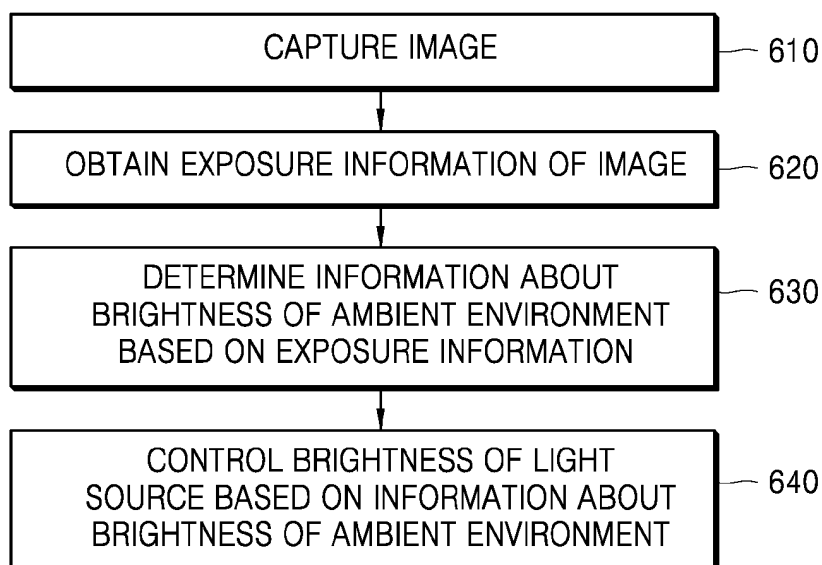 CAPTURE IMAGE
610
OBTAIN EXPOSURE INFORMATION OF IMAGE
620
DETERMINE INFORMATION ABOUT
BRIGHTNESS OF AMBIENT ENVIRONMENT
BASED ON EXPOSURE INFORMATION
630
CONTROL BRIGHTNESS OF LIGHT
SOURCE BASED ON INFORMATION ABOUT
BRIGHTNESS OF AMBIENT ENVIRONMENT
640